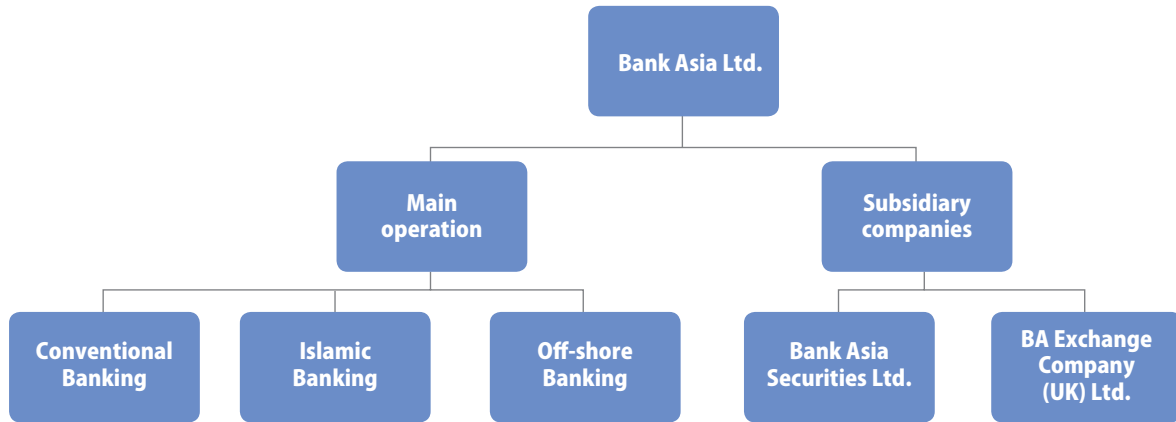 Bank Asia Ltd.
Main
operation
Subsidiary
companies
Conventional
Banking
Islamic
Banking
Off-shore
Banking
Bank Asia
Securities Ltd.
BA Exchange
Company
(UK) Ltd.